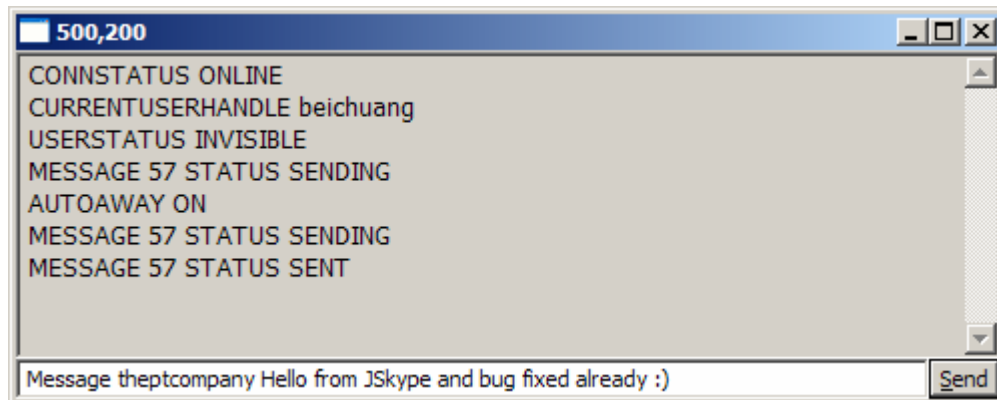 500,200
CONNSTATUS ONLINE
CURRENTUSERHANDLE beichuang
USERSTATUS INVISIBLE
MESSAGE 57 STATUS SENDING
AUTOAWAY ON
MESSAGE 57 STATUS SENDING
MESSAGE 57 STATUS SENT
Message theptcompany Hello from JSkype and bug fixed already :)
Send